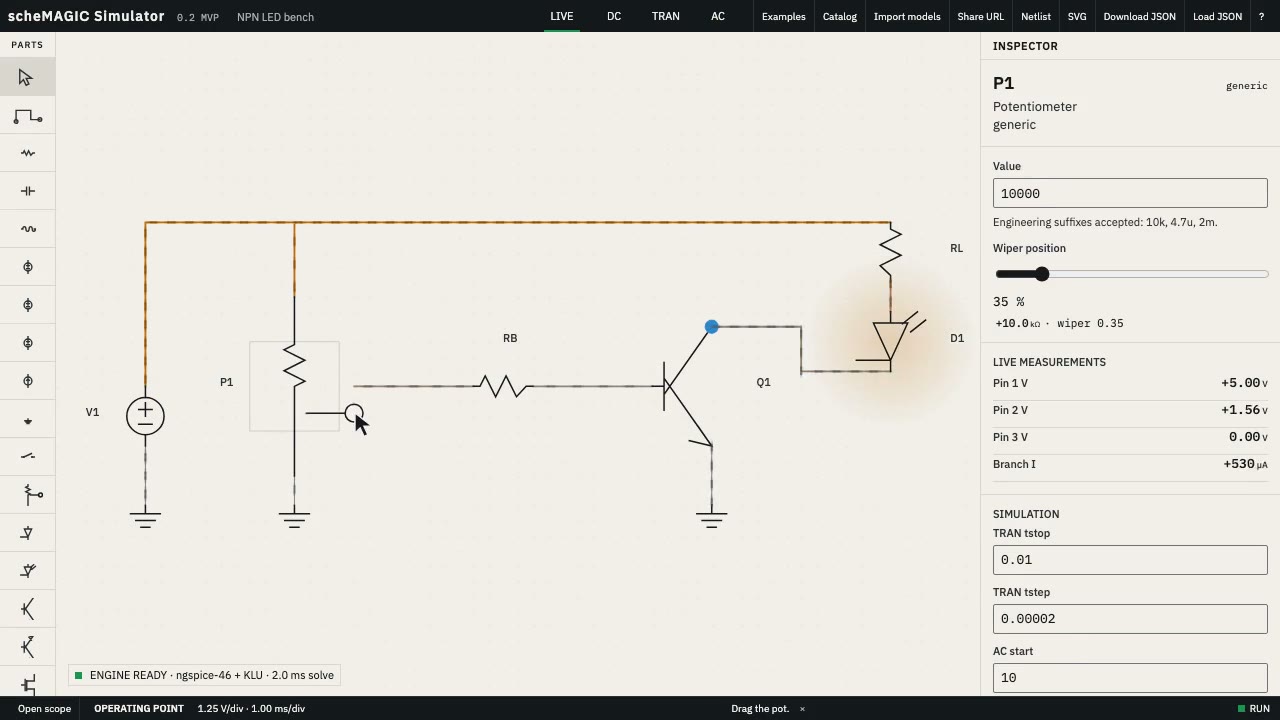 scheMAGIC Simulator 0.2 MVP NPN LED bench LIVE DC TRAN AC Examples Catalog Import models Share URL Netlist SVG Download JSON Load JSON ?
PARTS
INSPECTOR
P1 generic
Potentiometer
generic
Value
10000
Engineering suffixes accepted: 10k, 4.7u, 2m.
Wiper position
35 %
+10.0kΩ · wiper 0.35
LIVE MEASUREMENTS
Pin 1 V +5.00V
Pin 2 V +1.56V
Pin 3 V 0.00V
Branch I +530µA
SIMULATION
TRAN tstop
0.01
TRAN tstep
0.00002
AC start
10
RL
RB
D1
P1
Q1
V1
ENGINE READY · ngspice-46 + KLU · 2.0 ms solve
Open scope OPERATING POINT 1.25 V/div · 1.00 ms/div Drag the pot. × RUN